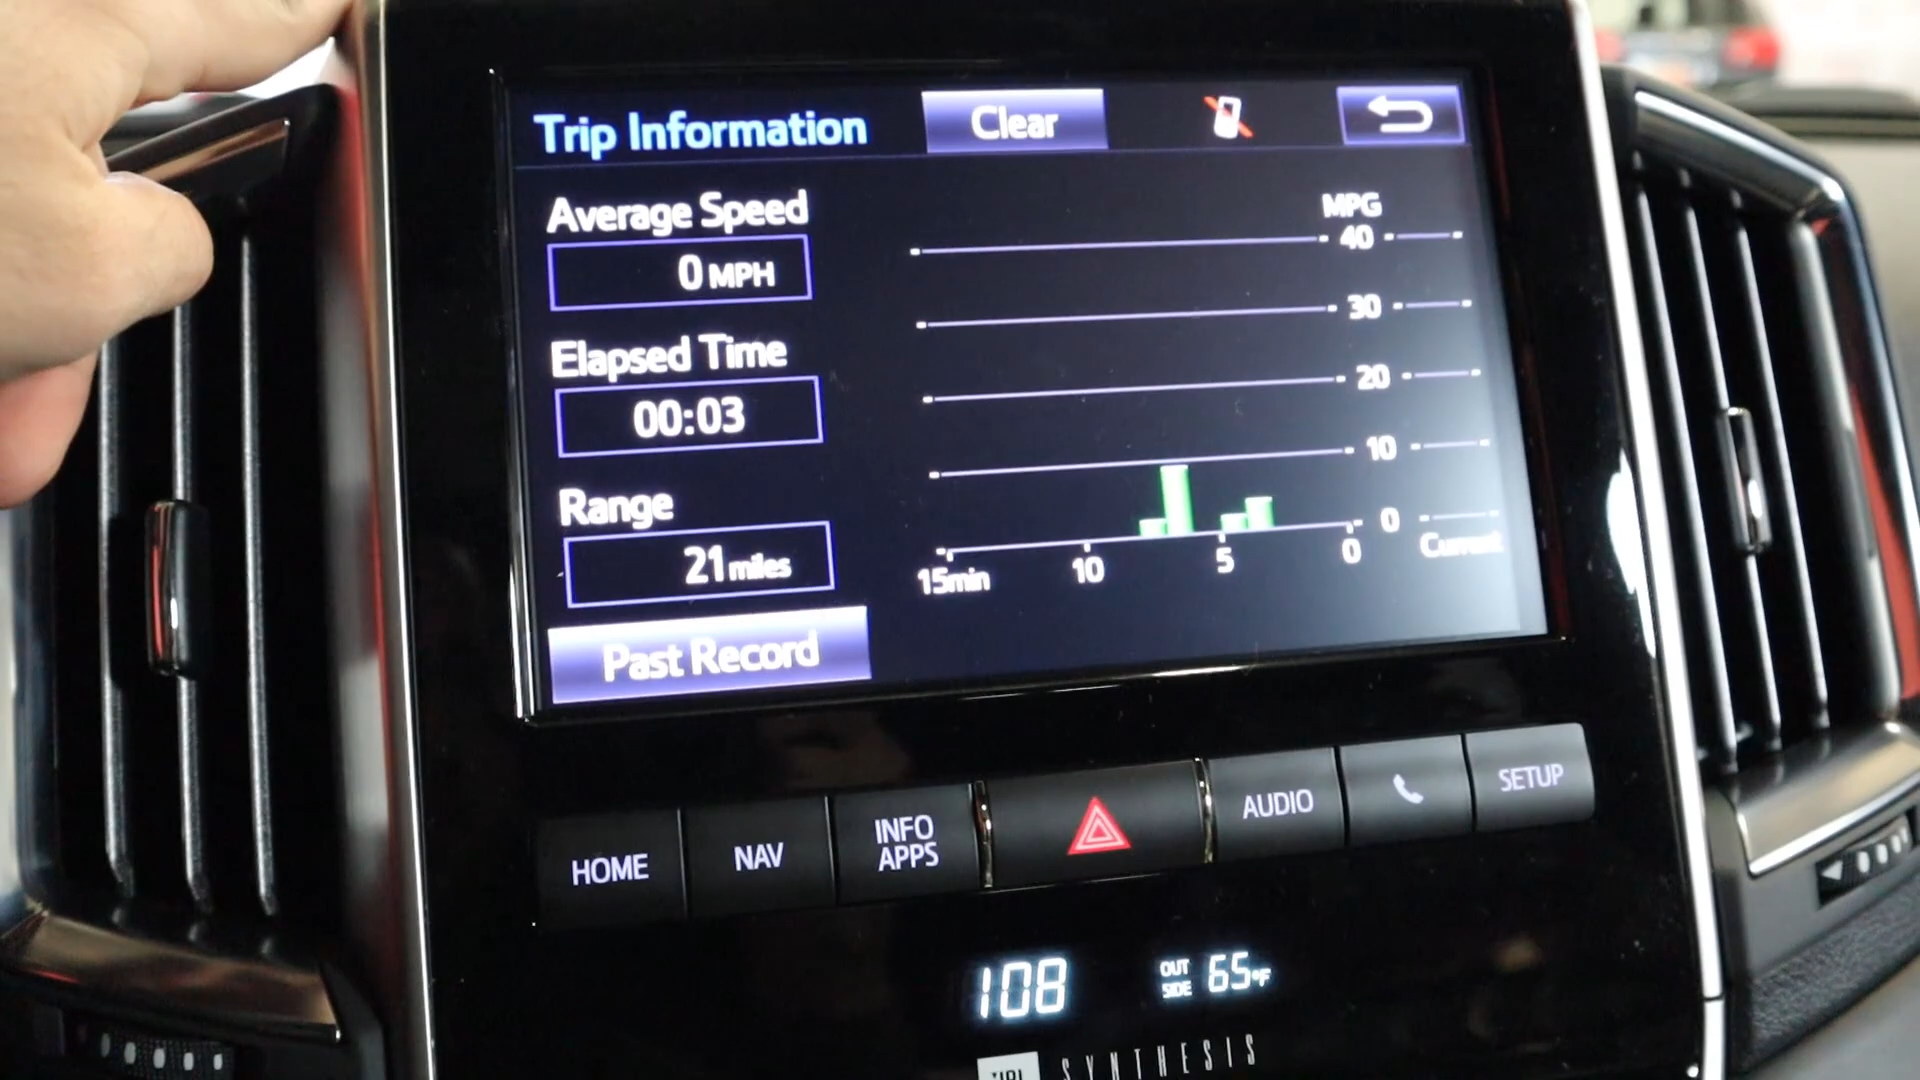 Trip Information
Clear
Average Speed
0 MPH
Elapsed Time
00:03
Range
21 miles
Past Record
MPG
40
30
20
10
0
15min 10 5 0 Current
HOME
NAV
INFO
APPS
AUDIO
SETUP
108
OUT
SIDE
65°F
JBL SYNTHESIS